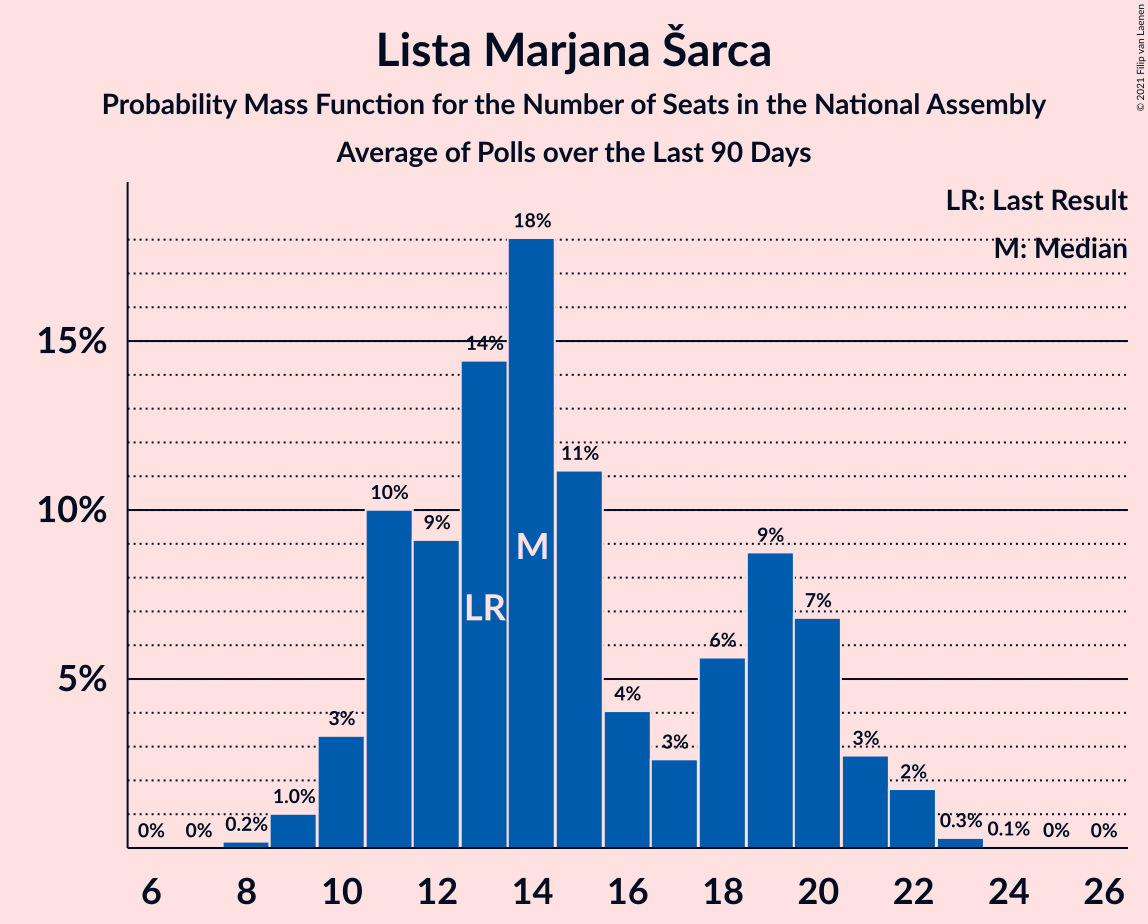 Lista Marjana Šarca
Probability Mass Function for the Number of Seats in the National Assembly
Average of Polls over the Last 90 Days
© 2021 Filip van Laenen
LR: Last Result
M: Median
15%
10%
5%
0%
0%
0.2%
1.0%
3%
10%
9%
14%
18%
11%
4%
3%
6%
9%
7%
3%
2%
0.3%
0.1%
0%
0%
LR
M
6 8 10 12 14 16 18 20 22 24 26